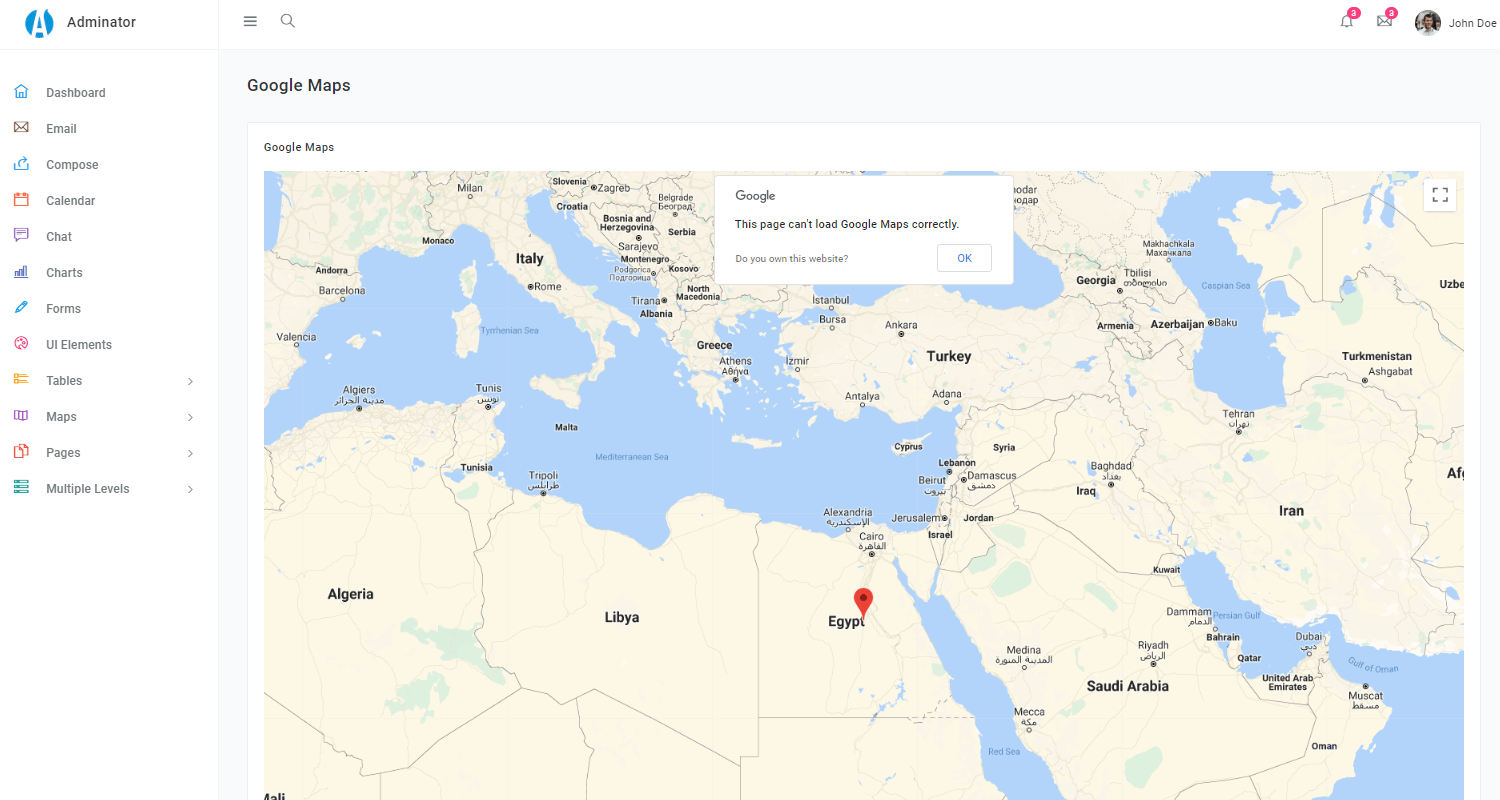 Adminator
3
3
John Doe
Dashboard
Email
Compose
Calendar
Chat
Charts
Forms
UI Elements
Tables
Maps
Pages
Multiple Levels
Google Maps
Google Maps
Google
This page can't load Google Maps correctly.
Do you own this website?
OK
Milan
Slovenia
Zagreb
Croatia
Belgrade
Београд
Bosnia and
Herzegovina
Serbia
Sarajevo
Monaco
Italy
Montenegro
Podgorica
Подгорица
Kosovo
Andorra
Barcelona
Rome
North
Macedonia
Tirana
Albania
Istanbul
Bursa
Makhachkala
Махачкала
Tbilisi
თბილისი
Georgia
Caspian Sea
Uzbe
Valencia
Tyrrhenian Sea
Greece
Athens
Αθήνα
İzmir
Ankara
Turkey
Armenia
Azerbaijan
Baku
Turkmenistan
Ashgabat
Algiers
مدينة الجزائر
Tunis
تونس
Antalya
Adana
Tehran
تهران
Malta
Mediterranean Sea
Cyprus
Syria
Tunisia
Tripoli
طرابلس
Lebanon
Beirut
بيروت
Damascus
دمشق
Baghdad
بغداد
Iraq
Afg
Alexandria
الإسكندرية
Jerusalem
Jordan
Israel
Iran
Cairo
القاهرة
Kuwait
Algeria
Libya
Egypt
Dammam
الدمام
Persian Gulf
Bahrain
Dubai
دبي
Medina
المدينة المنورة
Riyadh
الرياض
Qatar
Gulf of Oman
Saudi Arabia
United Arab
Emirates
Muscat
مسقط
Mecca
مكة
Red Sea
Oman
Mali